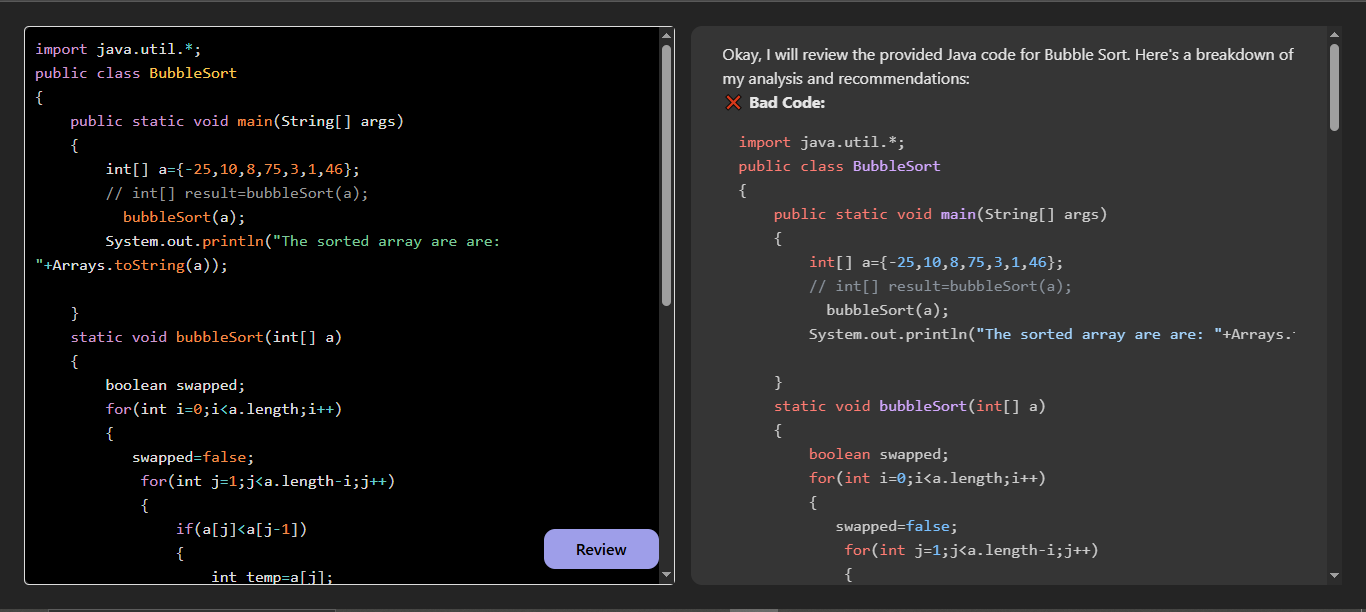 import java.util.*;
public class BubbleSort
{
public static void main(String[] args)
{
int[] a={-25,10,8,75,3,1,46};
// int[] result=bubbleSort(a);
bubbleSort(a);
System.out.println("The sorted array are are:
"+Arrays.toString(a));
}
static void bubbleSort(int[] a)
{
boolean swapped;
for(int i=0;i<a.length;i++)
{
swapped=false;
for(int j=1;j<a.length-i;j++)
{
if(a[j]<a[j-1])
{
int temp=a[j];
Review
Okay, I will review the provided Java code for Bubble Sort. Here's a breakdown of
my analysis and recommendations:
❌ Bad Code:
import java.util.*;
public class BubbleSort
{
public static void main(String[] args)
{
int[] a={-25,10,8,75,3,1,46};
// int[] result=bubbleSort(a);
bubbleSort(a);
System.out.println("The sorted array are are: "+Arrays.
}
static void bubbleSort(int[] a)
{
boolean swapped;
for(int i=0;i<a.length;i++)
{
swapped=false;
for(int j=1;j<a.length-i;j++)
{